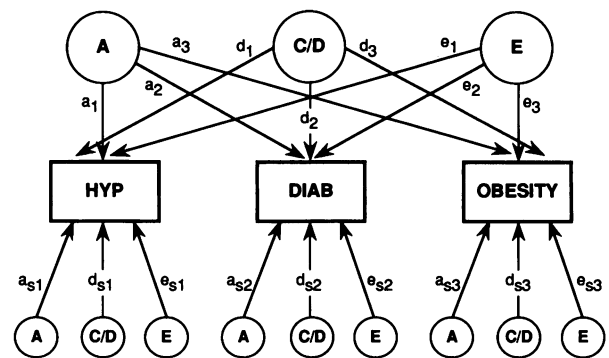 A C/D E
a3 d1 d3 e1
a1 a2 d2 e2 e3
HYP DIAB OBESITY
as1 ds1 es1 as2 ds2 es2 as3 ds3 es3
A C/D E A C/D E A C/D E